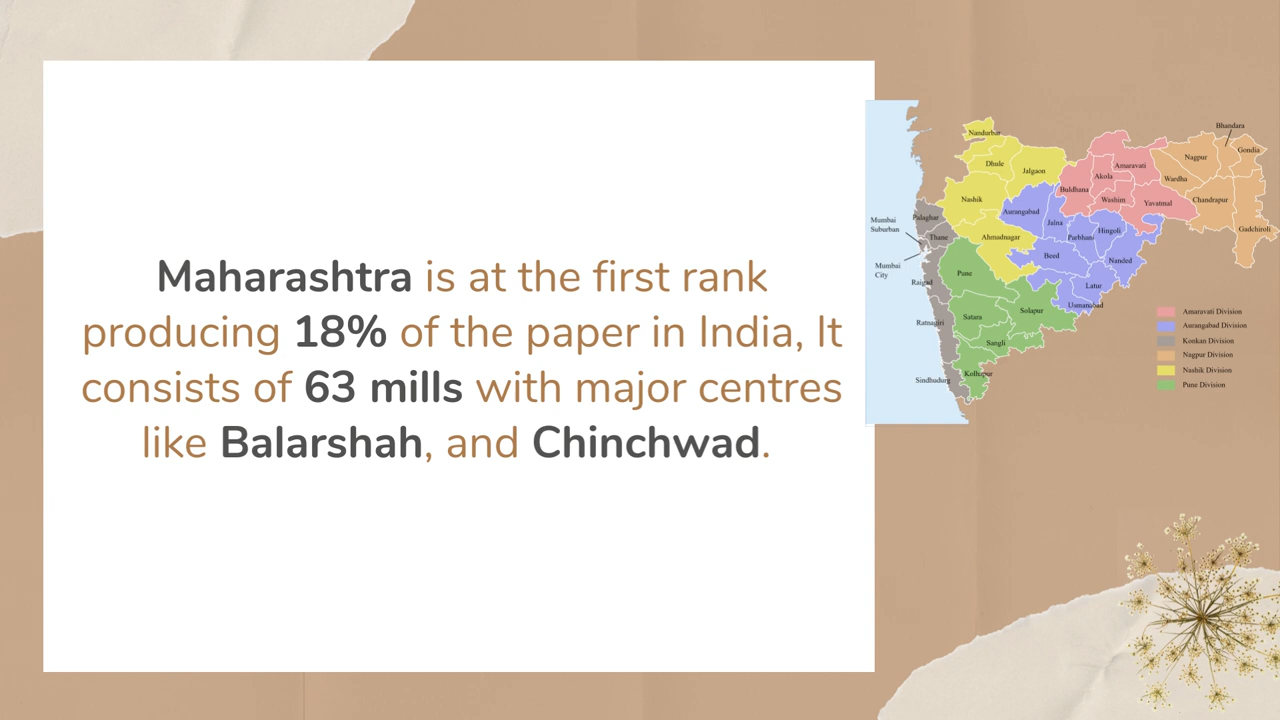 Maharashtra is at the first rank
producing 18% of the paper in India, It
consists of 63 mills with major centres
like Balarshah, and Chinchwad.
Bhandara
Nandurbar
Dhule
Jalgaon
Amaravati
Nagpur
Gondia
Akola
Wardha
Buldhana
Nashik
Washim
Yavatmal
Chandrapur
Aurangabad
Palaghar
Mumbai
Suburban
Jalna
Hingoli
Gadchiroli
Thane
Ahmadnagar
Parbhani
Beed
Nanded
Mumbai
City
Pune
Raigad
Latur
Usmanabad
Solapur
Satara
Ratnagiri
Sangli
Kolhapur
Sindhudurg
Amaravati Division
Aurangabad Division
Konkan Division
Nagpur Division
Nashik Division
Pune Division